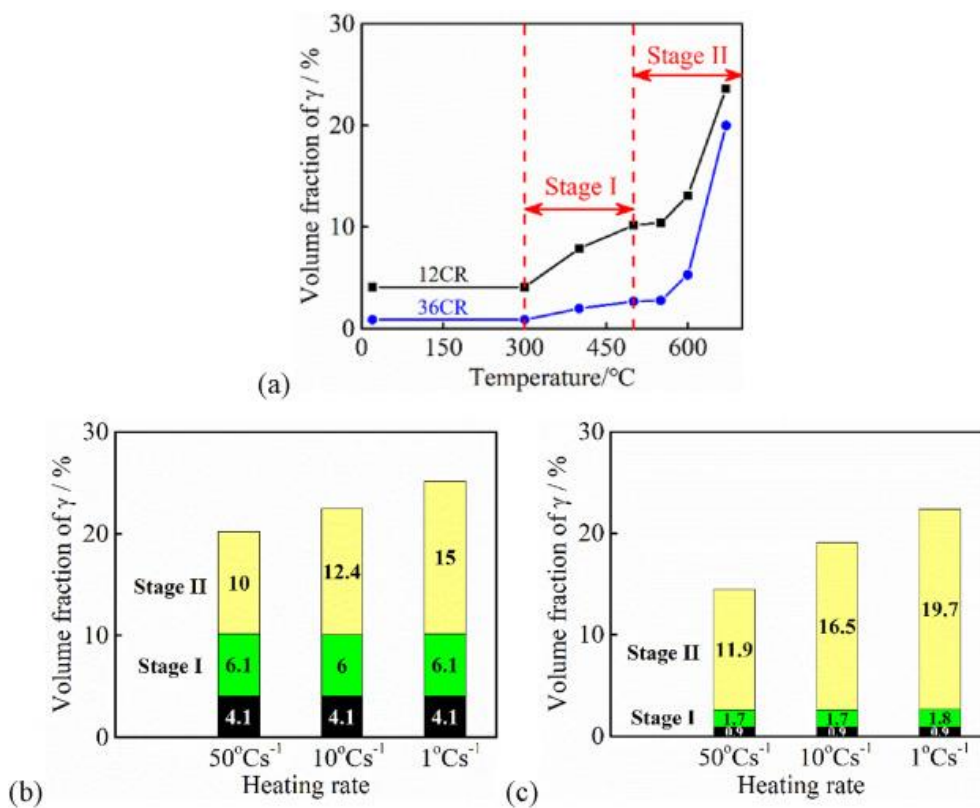 30
20
10
0
Volume fraction of γ / %
Stage II
Stage I
12CR
36CR
0 150 300 450 600
Temperature/°C
(a)
30
20
10
0
Volume fraction of γ / %
Stage II
10 12.4 15
Stage I
6.1 6 6.1
4.1 4.1 4.1
50°Cs⁻¹ 10°Cs⁻¹ 1°Cs⁻¹
Heating rate
(b)
30
20
10
0
Volume fraction of γ / %
Stage II
11.9 16.5 19.7
Stage I
1.7 1.7 1.8
0.9 0.9 0.9
50°Cs⁻¹ 10°Cs⁻¹ 1°Cs⁻¹
Heating rate
(c)